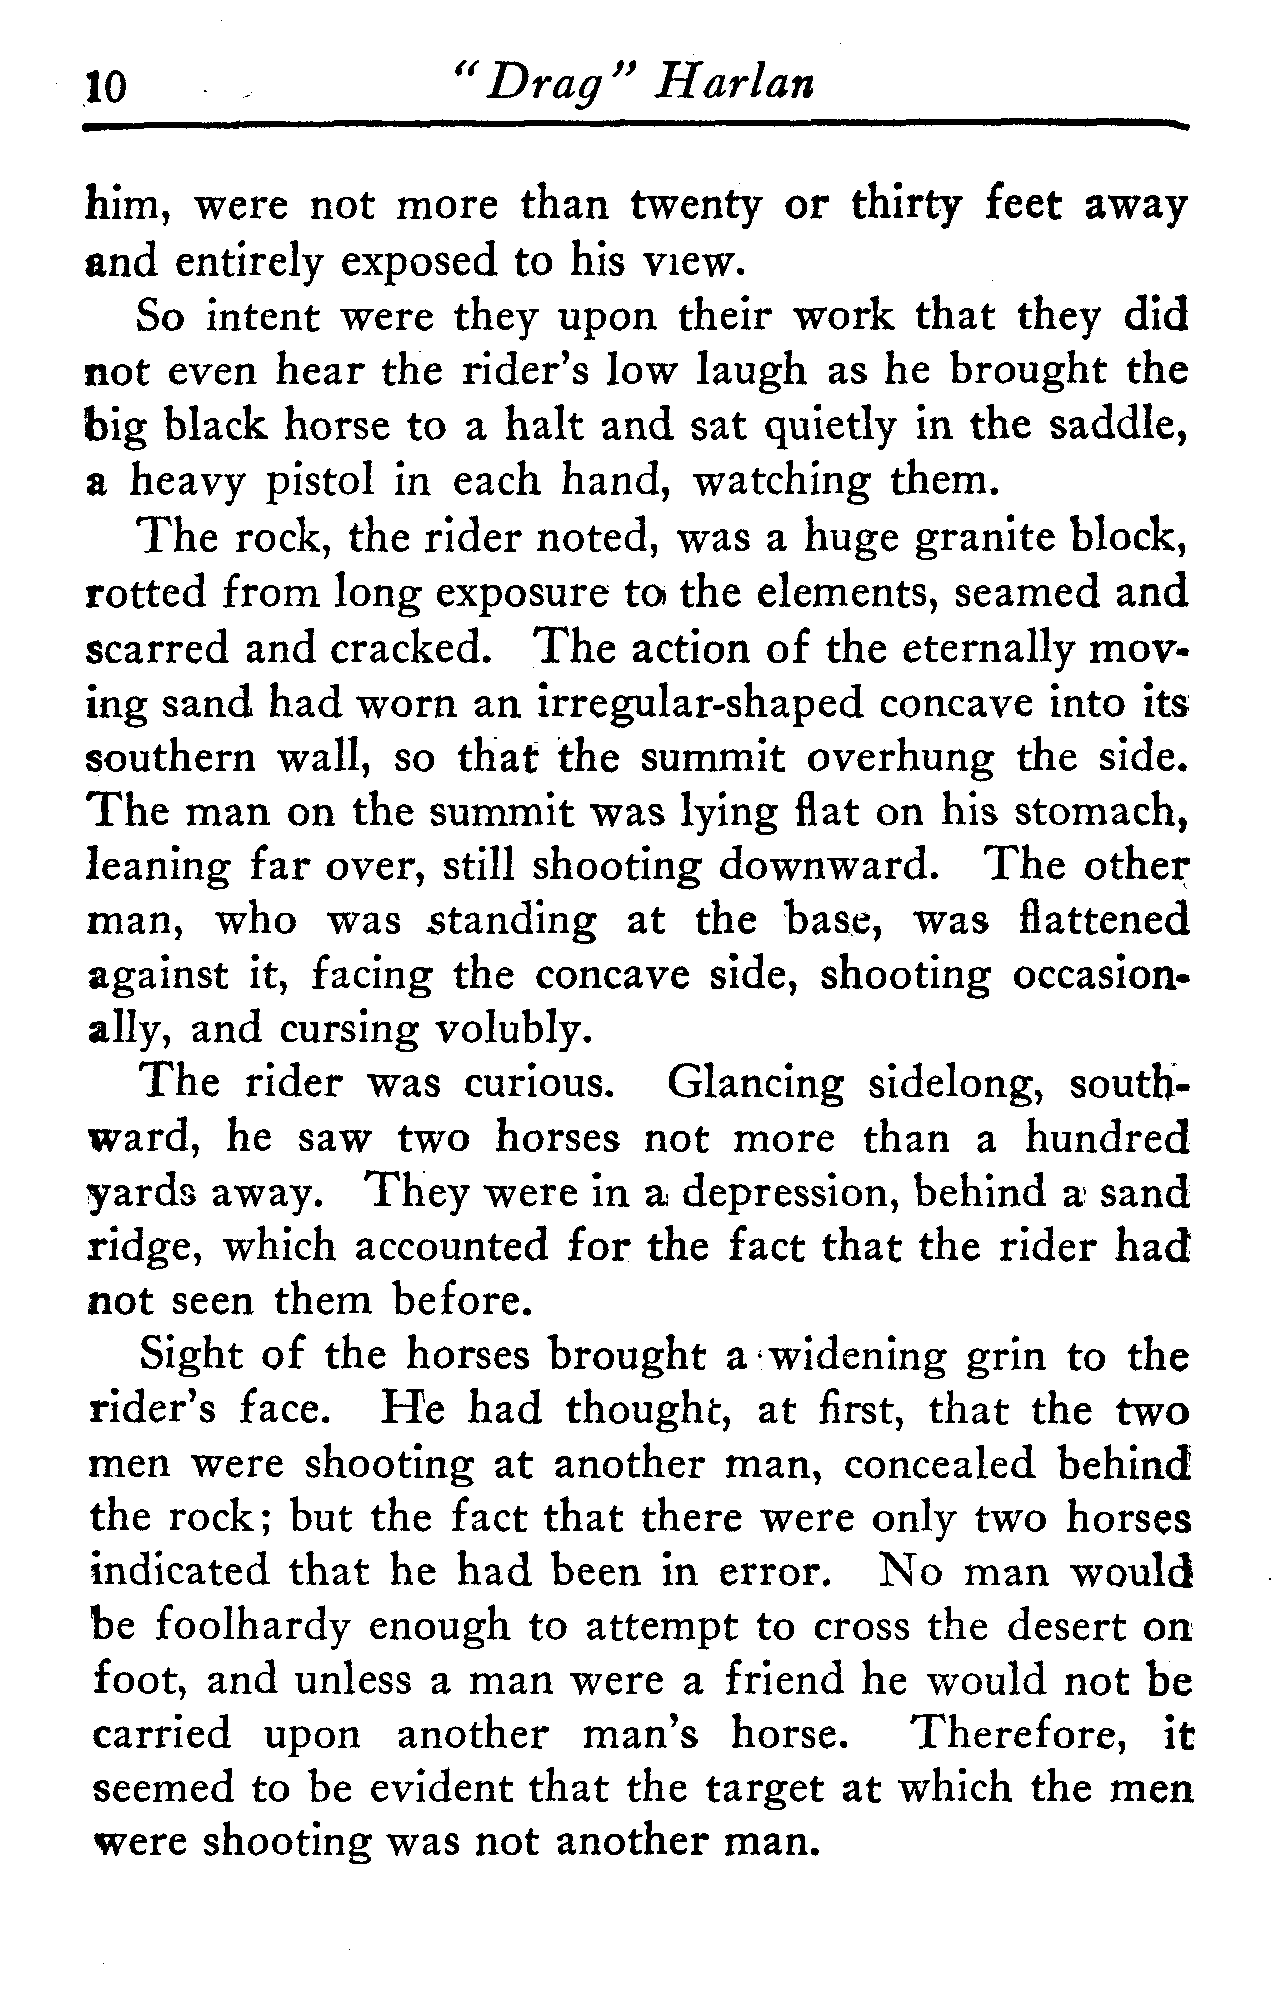 10 "Drag" Harlan
him, were not more than twenty or thirty feet away
and entirely exposed to his view.
So intent were they upon their work that they did
not even hear the rider's low laugh as he brought the
big black horse to a halt and sat quietly in the saddle,
a heavy pistol in each hand, watching them.
The rock, the rider noted, was a huge granite block,
rotted from long exposure to the elements, seamed and
scarred and cracked. The action of the eternally mov-
ing sand had worn an irregular-shaped concave into its
southern wall, so that the summit overhung the side.
The man on the summit was lying flat on his stomach,
leaning far over, still shooting downward. The other
man, who was standing at the base, was flattened
against it, facing the concave side, shooting occasion-
ally, and cursing volubly.
The rider was curious. Glancing sidelong, south-
ward, he saw two horses not more than a hundred
yards away. They were in a depression, behind a sand
ridge, which accounted for the fact that the rider had
not seen them before.
Sight of the horses brought a widening grin to the
rider's face. He had thought, at first, that the two
men were shooting at another man, concealed behind
the rock; but the fact that there were only two horses
indicated that he had been in error. No man would
be foolhardy enough to attempt to cross the desert on
foot, and unless a man were a friend he would not be
carried upon another man's horse. Therefore, it
seemed to be evident that the target at which the men
were shooting was not another man.